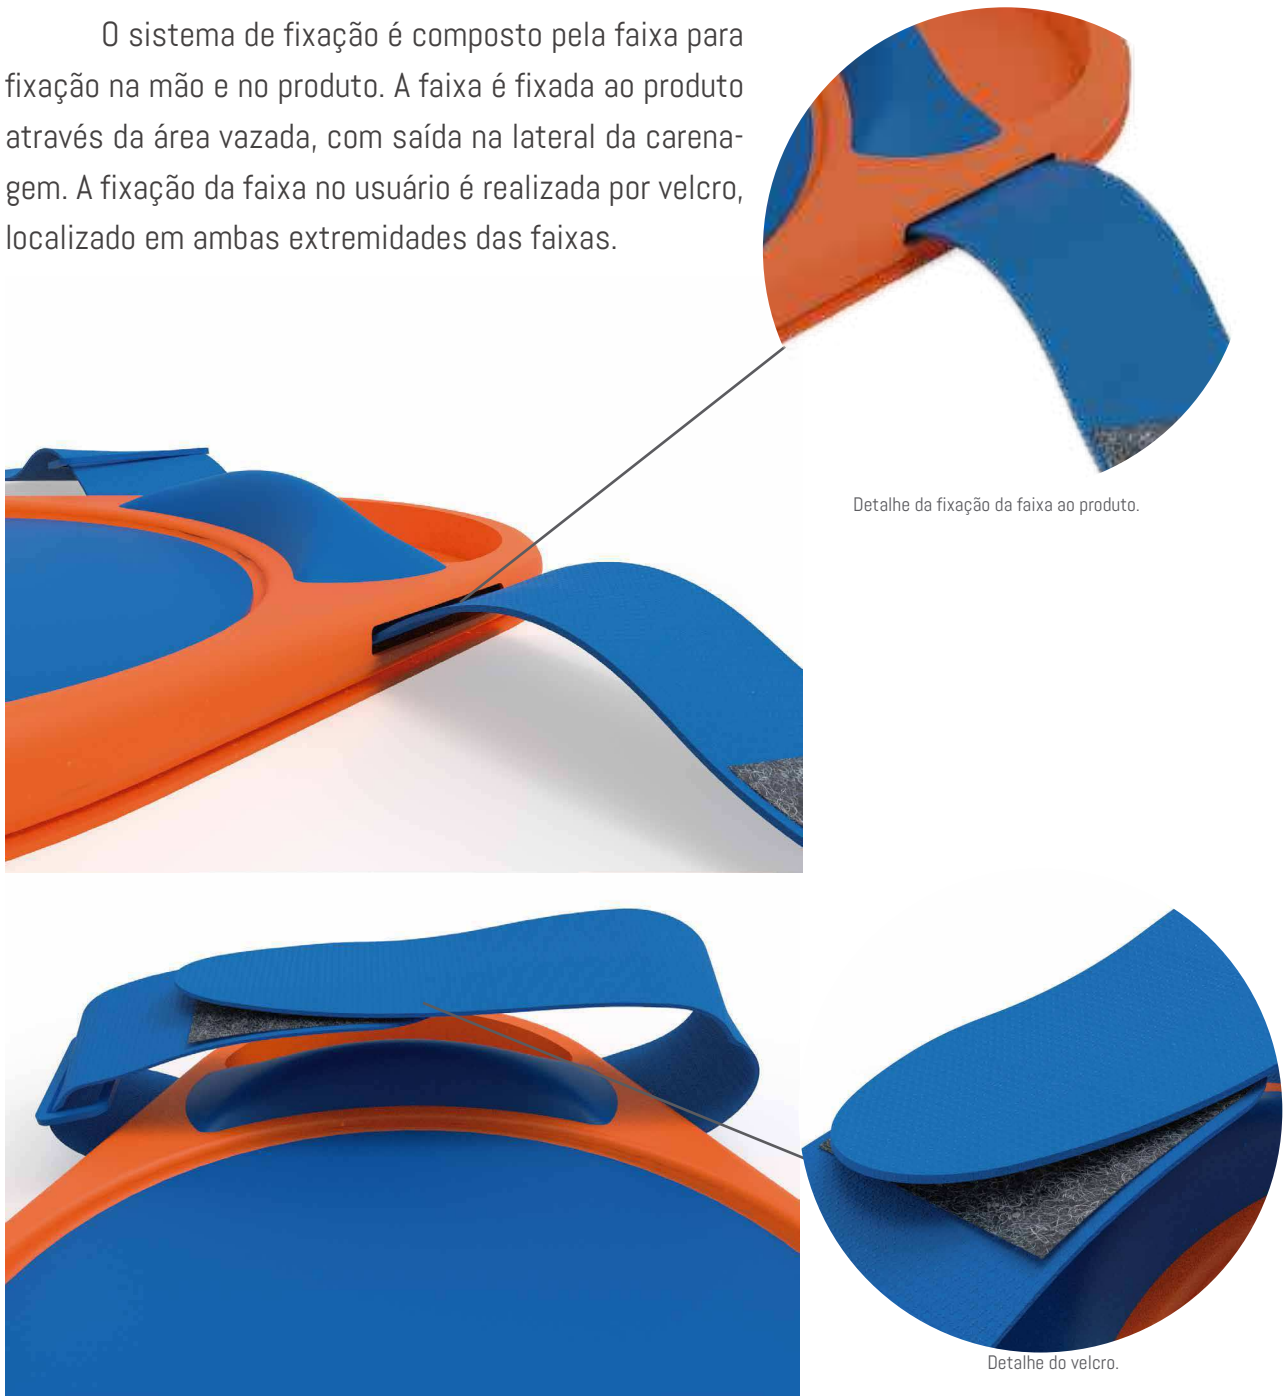 O sistema de fixação é composto pela faixa para
fixação na mão e no produto. A faixa é fixada ao produto
através da área vazada, com saída na lateral da carena-
gem. A fixação da faixa no usuário é realizada por velcro,
localizado em ambas extremidades das faixas.
Detalhe da fixação da faixa ao produto.
Detalhe do velcro.